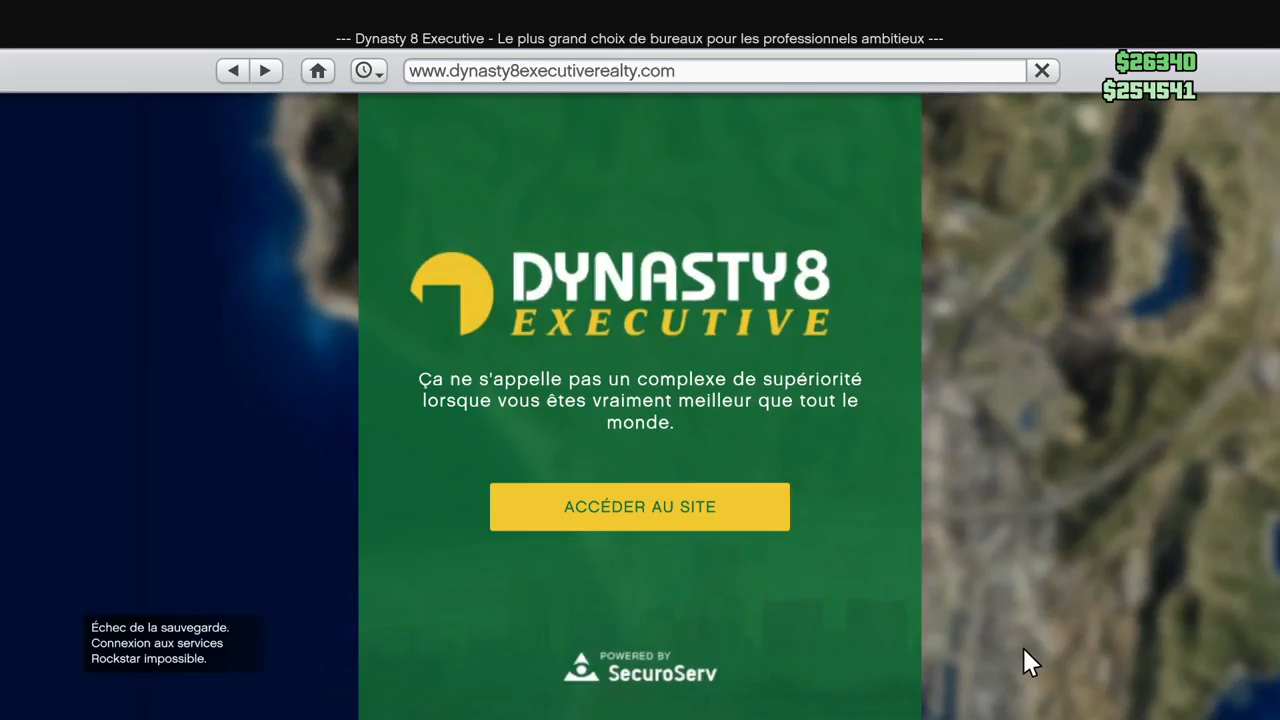 --- Dynasty 8 Executive - Le plus grand choix de bureaux pour les professionnels ambitieux ---
www.dynasty8executiverealty.com
$26340
$254541
DYNASTY 8
EXECUTIVE
Ça ne s'appelle pas un complexe de supériorité
lorsque vous êtes vraiment meilleur que tout le
monde.
ACCÉDER AU SITE
Échec de la sauvegarde.
Connexion aux services
Rockstar impossible.
POWERED BY
SecuroServ